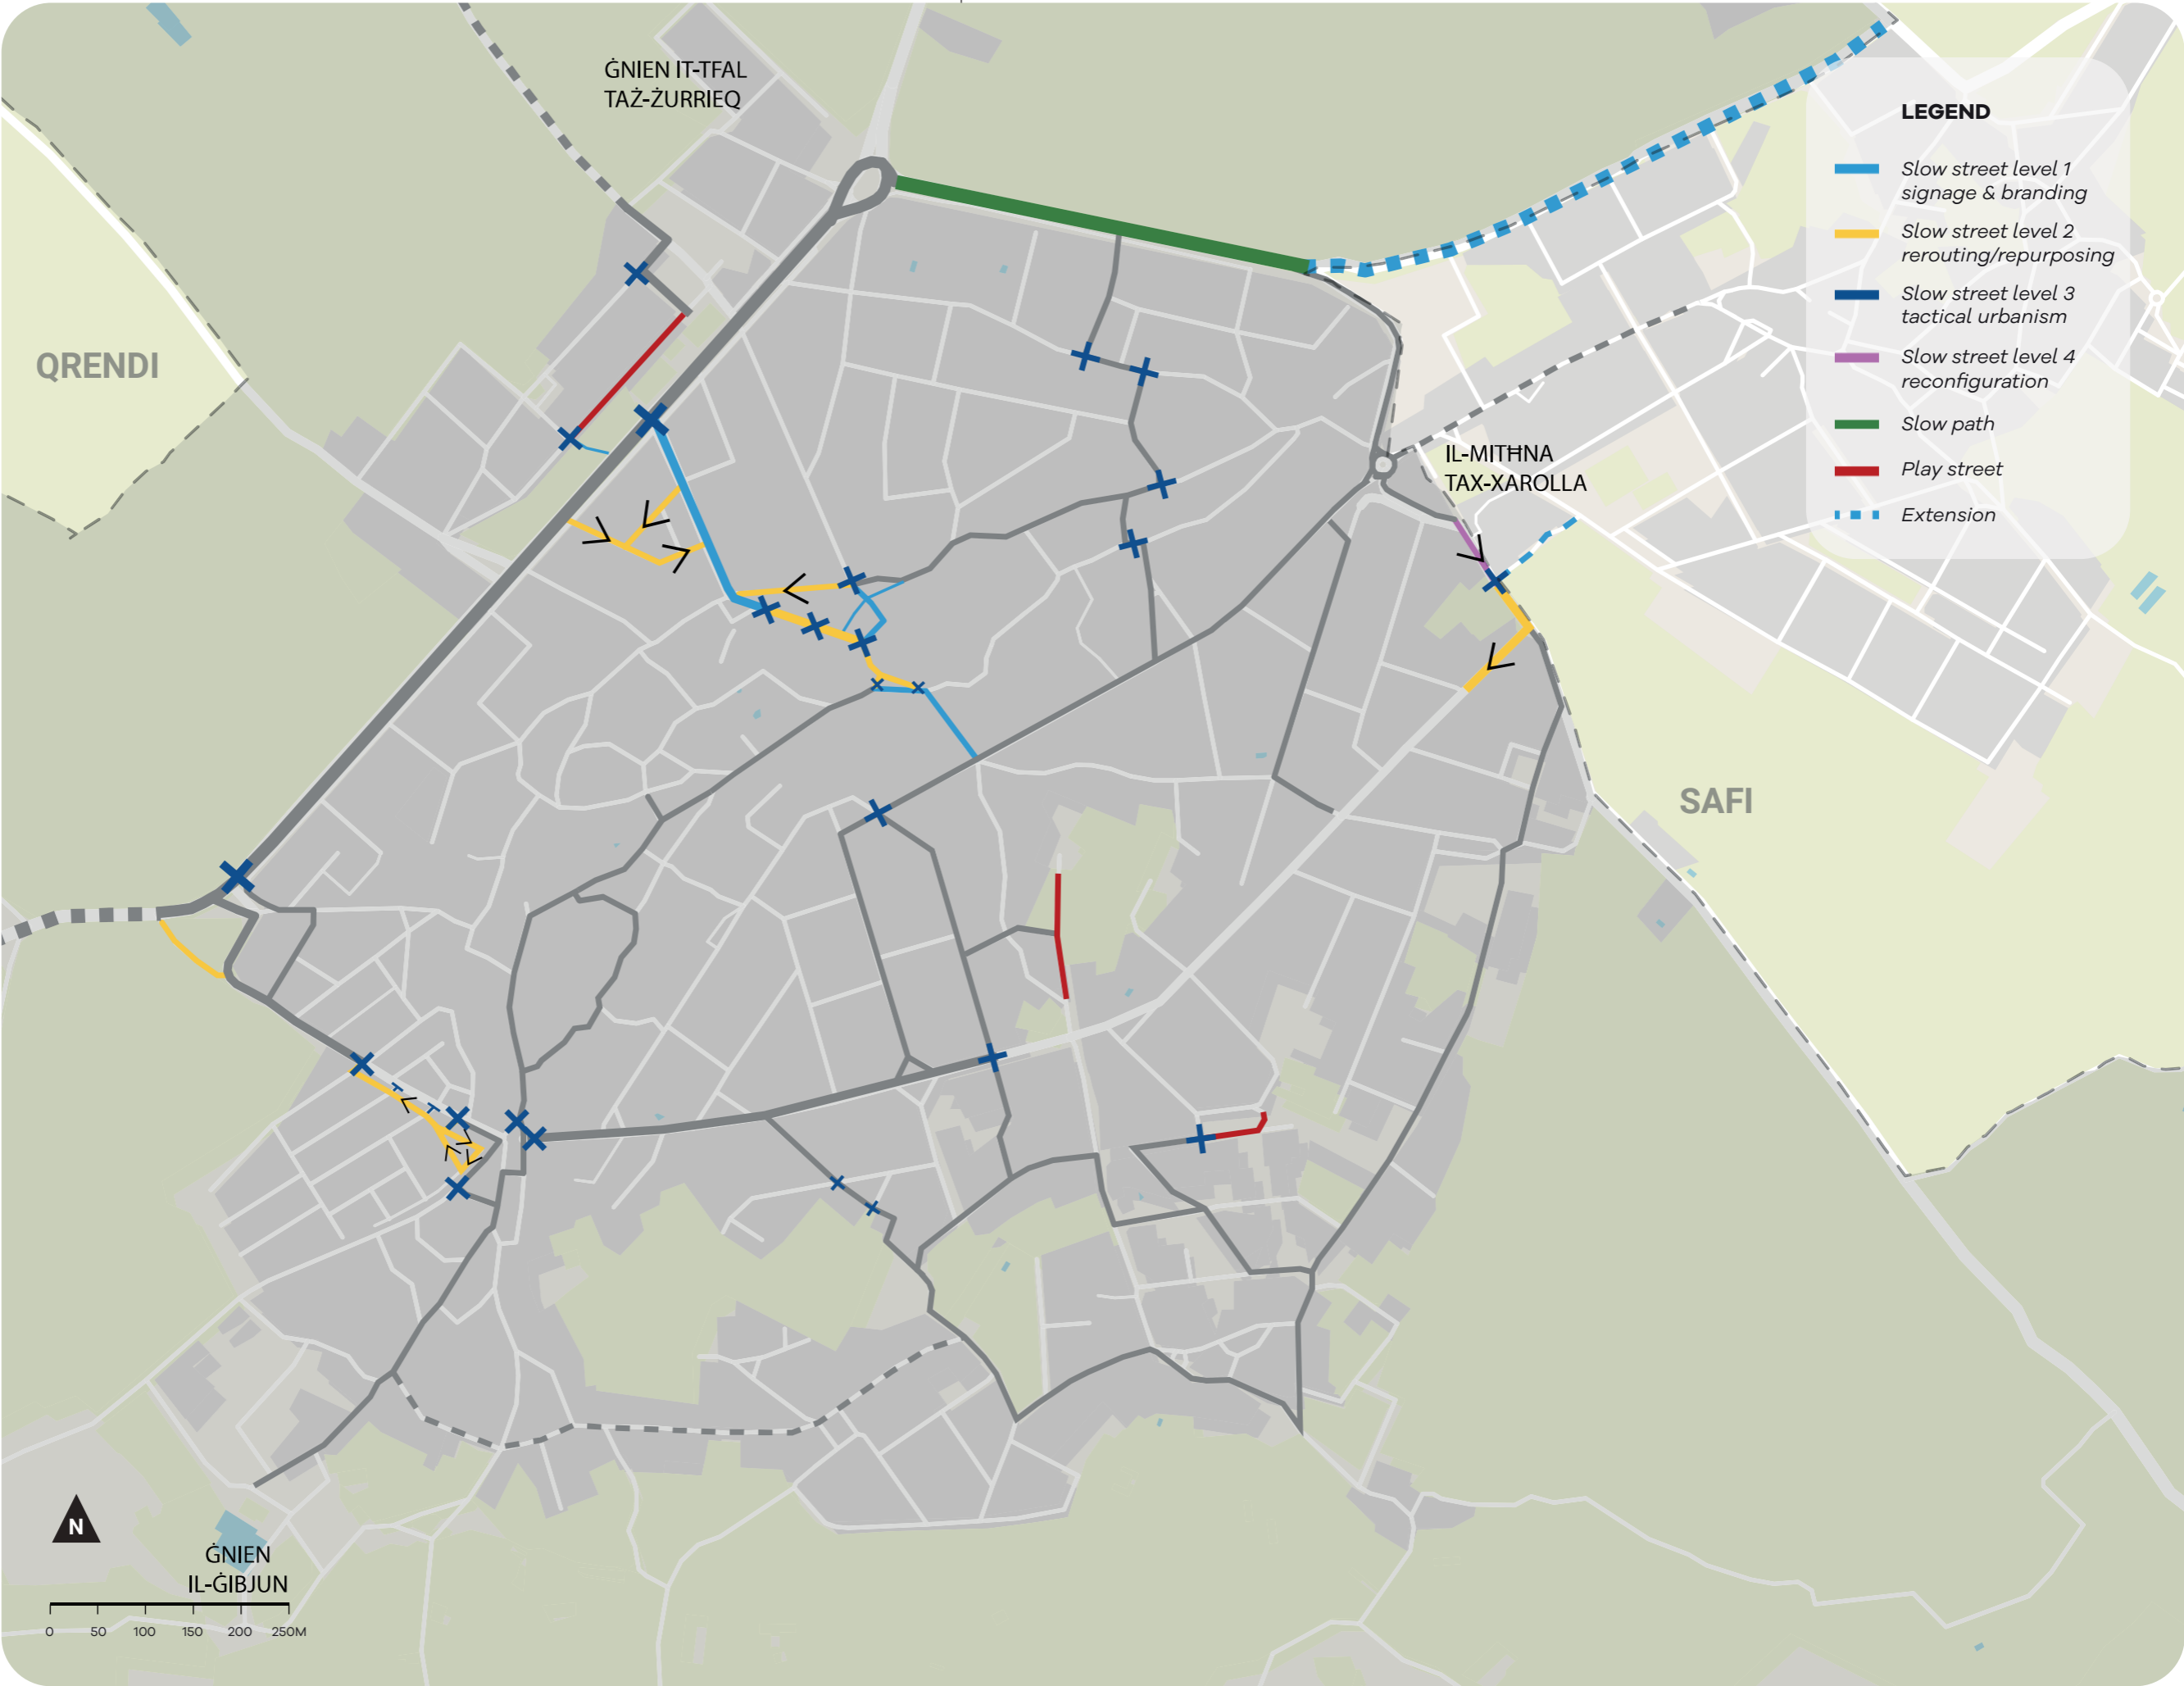 ĠNIEN IT-TFAL
TAŻ-ŻURRIEQ
LEGEND
Slow street level 1
signage & branding
Slow street level 2
rerouting/repurposing
Slow street level 3
tactical urbanism
Slow street level 4
reconfiguration
Slow path
Play street
Extension
QRENDI
IL-MITĦNA
TAX-XAROLLA
SAFI
N
ĠNIEN
IL-ĠIBJUN
0 50 100 150 200 250M